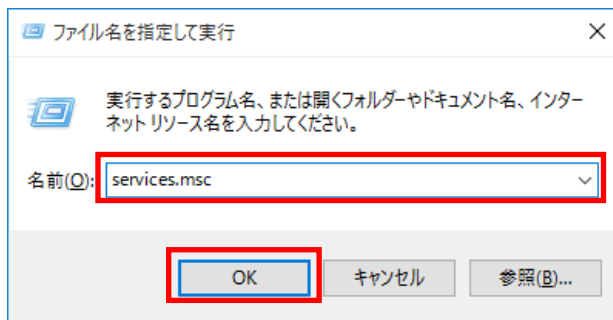 ファイル名を指定して実行
実行するプログラム名、または開くフォルダーやドキュメント名、インター
ネット リソース名を入力してください。
名前(O): services.msc
OK キャンセル 参照(B)...